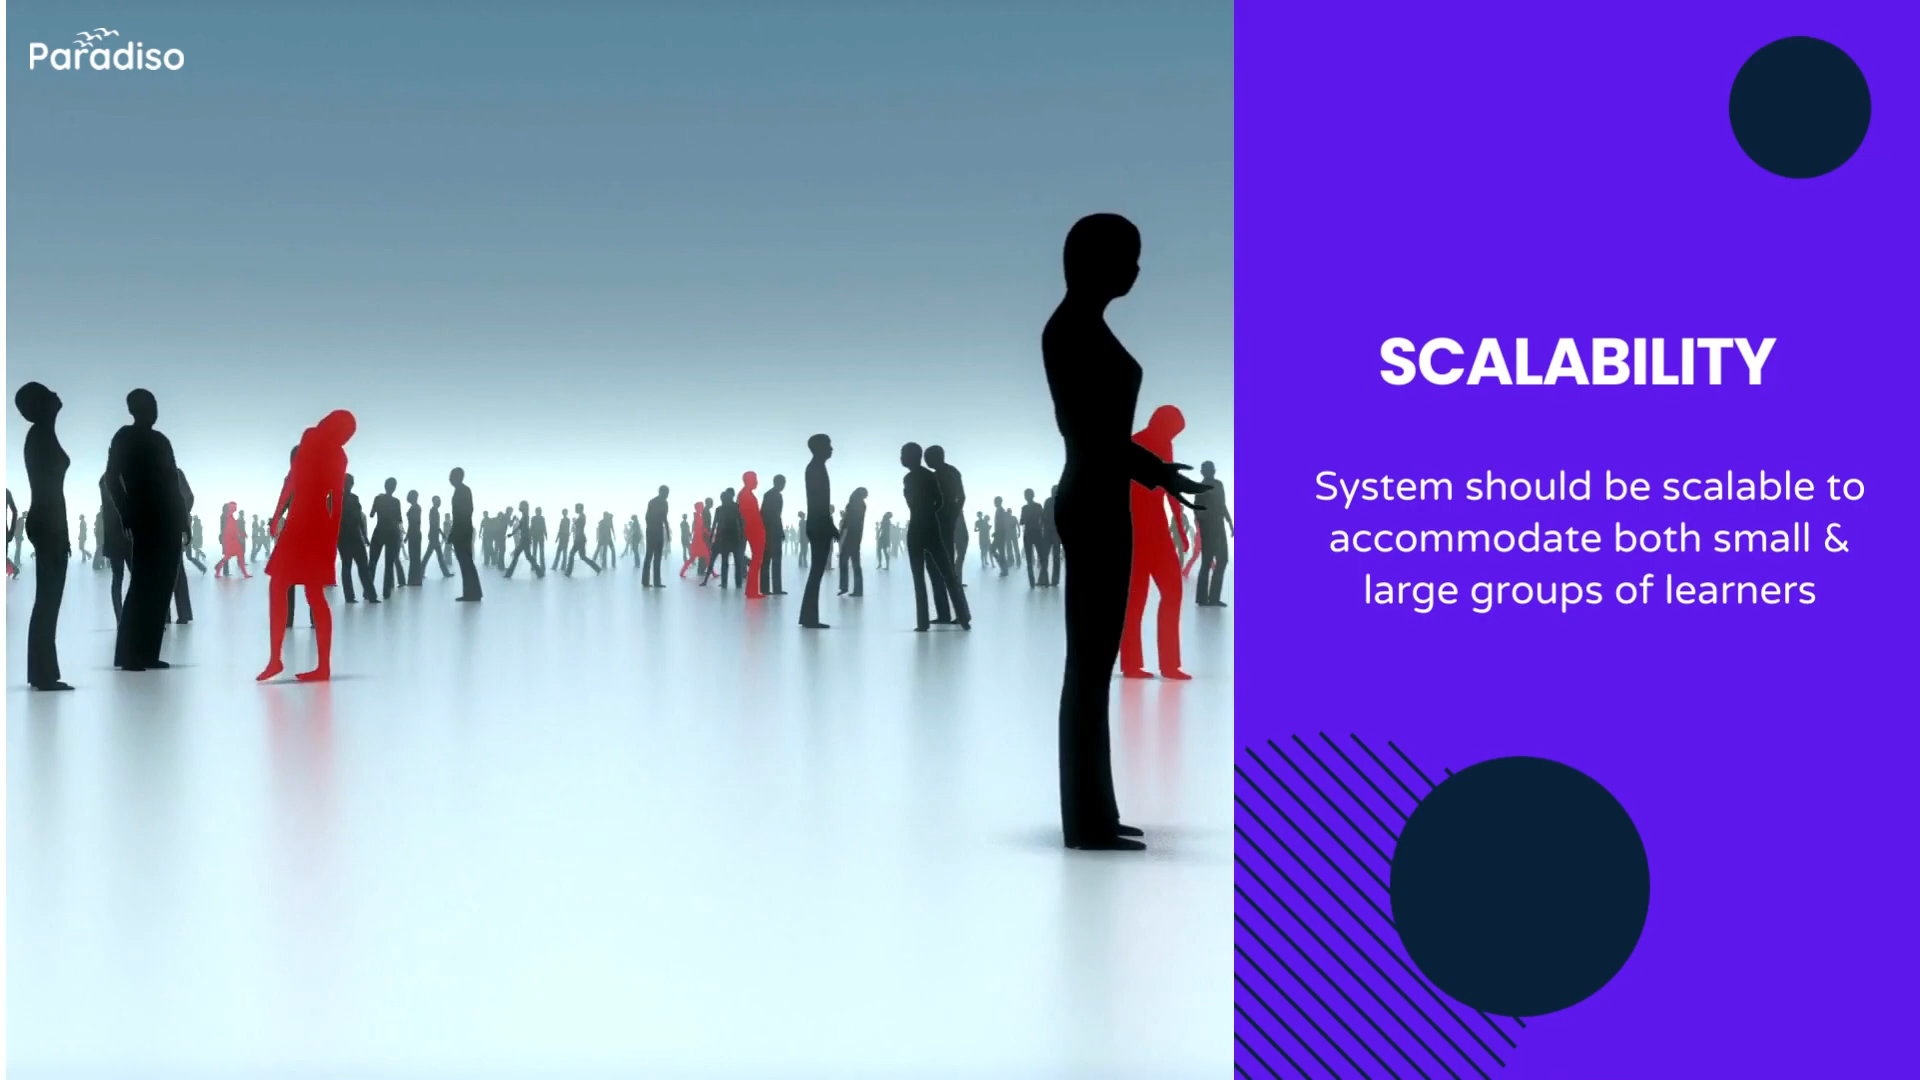 Paradiso
SCALABILITY
System should be scalable to
accommodate both small &
large groups of learners